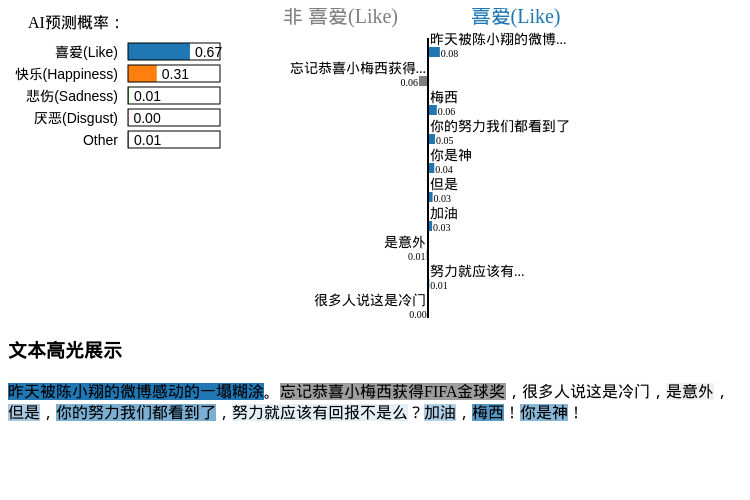 AI预测概率：
喜爱(Like) 0.67
快乐(Happiness) 0.31
悲伤(Sadness) 0.01
厌恶(Disgust) 0.00
Other 0.01
非 喜爱(Like) 喜爱(Like)
昨天被陈小翔的微博...
0.08
忘记恭喜小梅西获得...
0.06
梅西
0.06
你的努力我们都看到了
0.05
你是神
0.04
但是
0.03
加油
0.03
是意外
0.01
努力就应该有...
0.01
很多人说这是冷门
0.00
文本高光展示
昨天被陈小翔的微博感动的一塌糊涂。忘记恭喜小梅西获得FIFA金球奖，很多人说这是冷门，是意外，
但是，你的努力我们都看到了，努力就应该有回报不是么？加油，梅西！你是神！